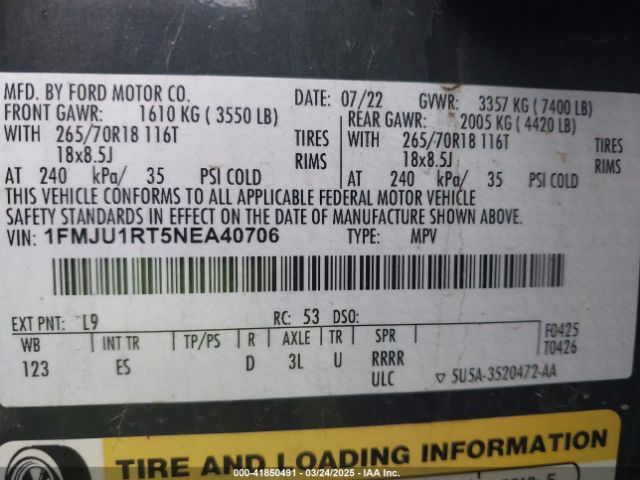 MFD. BY FORD MOTOR CO. DATE: 07/22 GVWR: 3357 KG ( 7400 LB)
FRONT GAWR: 1610 KG ( 3550 LB) REAR GAWR: 2005 KG ( 4420 LB)
WITH 265/70R18 116T TIRES WITH 265/70R18 116T TIRES
18x8.5J RIMS 18x8.5J RIMS
AT 240 kPa/ 35 PSI COLD AT 240 kPa/ 35 PSI COLD
THIS VEHICLE CONFORMS TO ALL APPLICABLE FEDERAL MOTOR VEHICLE
SAFETY STANDARDS IN EFFECT ON THE DATE OF MANUFACTURE SHOWN ABOVE.
VIN: 1FMJU1RT5NEA40706 TYPE: MPV
EXT PNT: L9 RC: 53 DSO:
WB INT TR TP/PS R AXLE TR SPR F0425
123 ES D 3L U RRRR T0426
ULC ▽ 5U5A-3520472-AA
TIRE AND LOADING INFORMATION
000-41850491 - 03/24/2025 - IAA Inc.